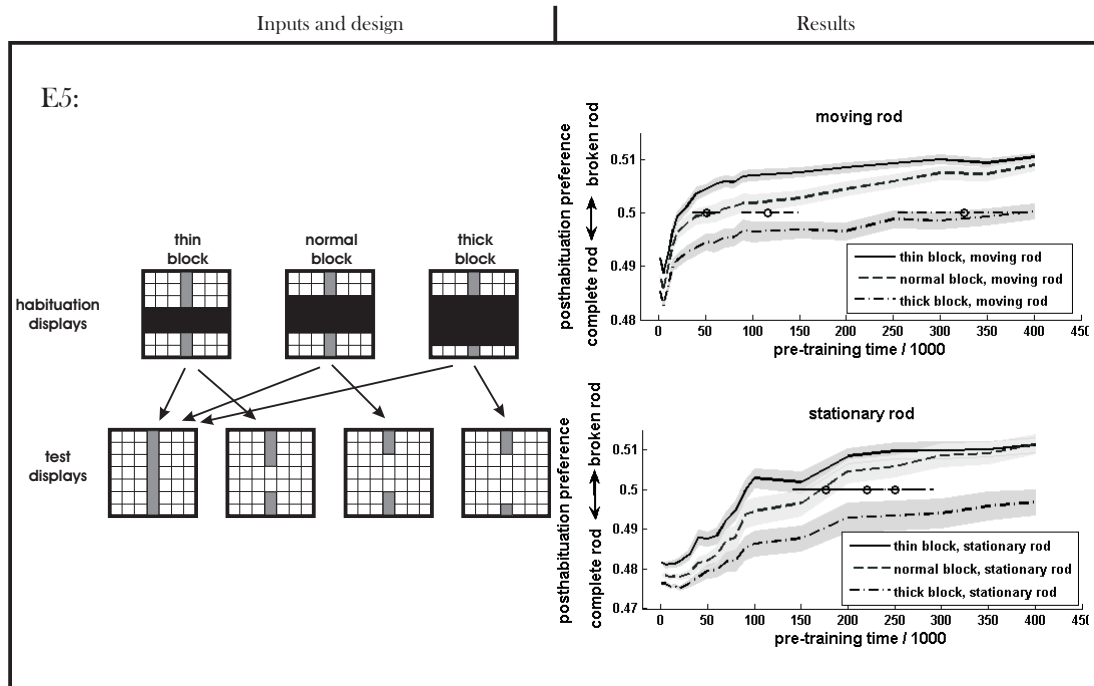 Inputs and design
Results
E5:
thin
block
normal
block
thick
block
habituation
displays
test
displays
moving rod
posthabituation preference
complete rod
broken rod
0.51
0.5
0.49
0.48
0 50 100 150 200 250 300 350 400 450
pre-training time / 1000
thin block, moving rod
normal block, moving rod
thick block, moving rod
stationary rod
posthabituation preference
complete rod
broken rod
0.51
0.5
0.49
0.48
0.47
0 50 100 150 200 250 300 350 400 450
pre-training time / 1000
thin block, stationary rod
normal block, stationary rod
thick block, stationary rod